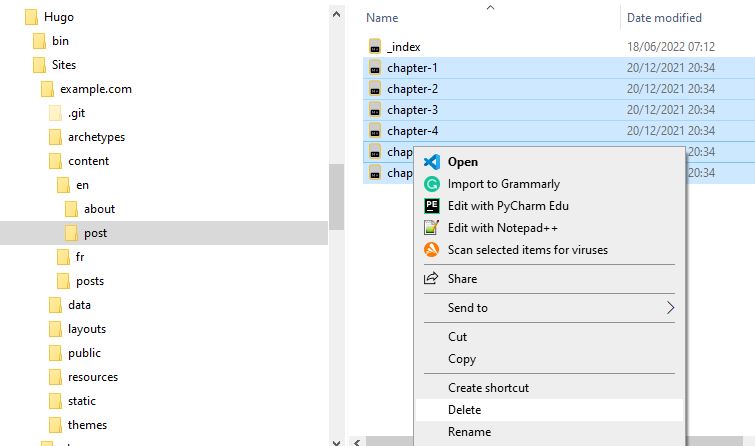 Hugo
bin
Sites
example.com
.git
archetypes
content
en
about
post
fr
posts
data
layouts
public
resources
static
themes
Name Date modified
_index 18/06/2022 07:12
chapter-1 20/12/2021 20:34
chapter-2 20/12/2021 20:34
chapter-3 20/12/2021 20:34
chapter-4 20/12/2021 20:34
chap 20/12/2021 20:34
chap 20/12/2021 20:34
Open
Import to Grammarly
Edit with PyCharm Edu
Edit with Notepad++
Scan selected items for viruses
Share
Send to
Cut
Copy
Create shortcut
Delete
Rename